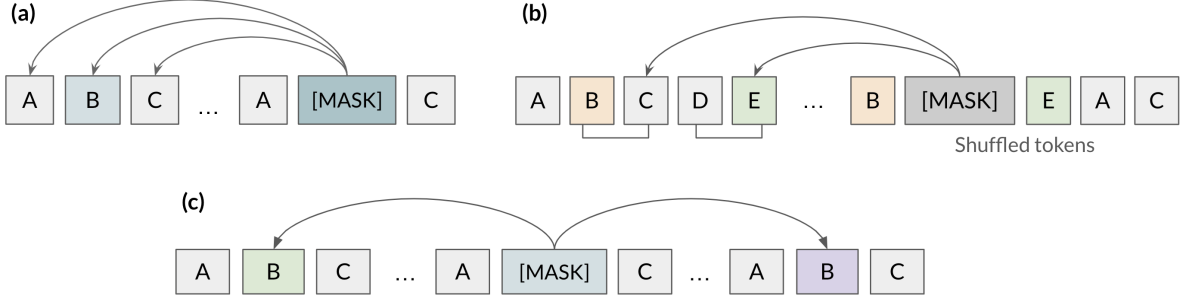 (a)
A B C ... A [MASK] C
(b)
A B C D E ... B [MASK] E A C
Shuffled tokens
(c)
A B C ... A [MASK] C ... A B C